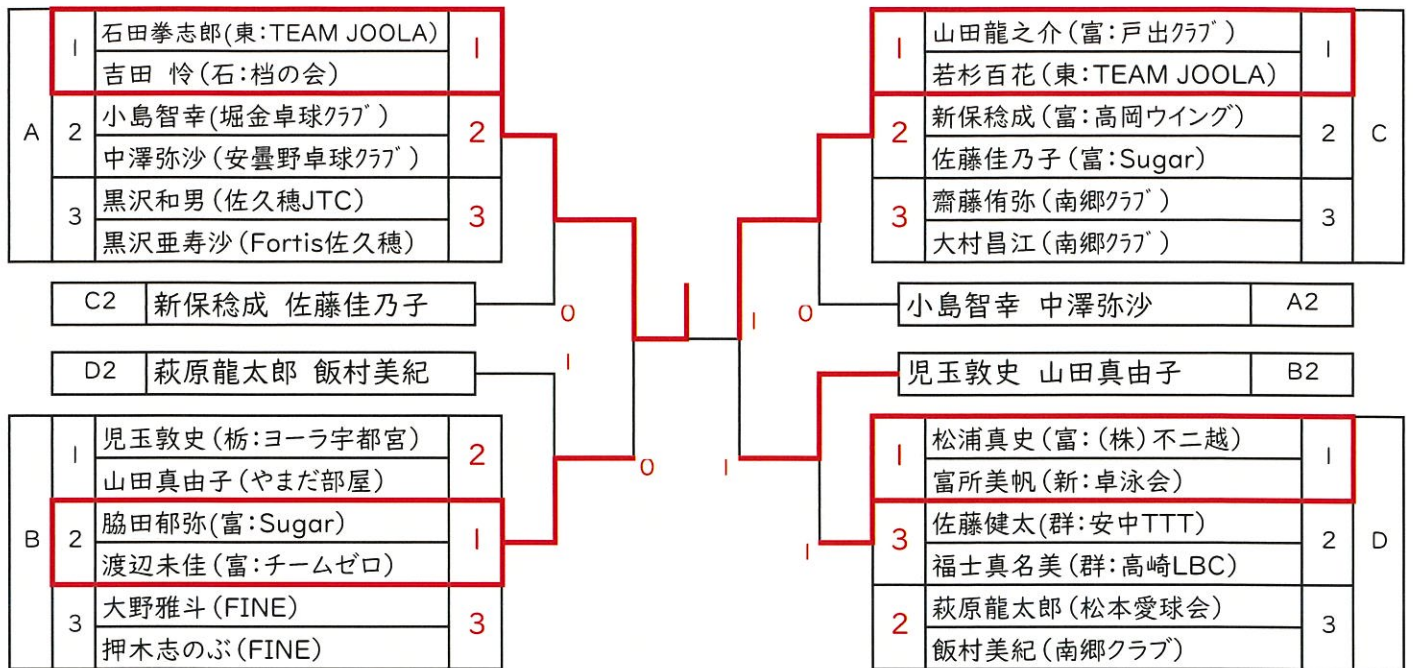 A
1
石田拳志郎(東:TEAM JOOLA)
吉田 怜(石:档の会)
1
2
小島智幸(堀金卓球クラブ)
中澤弥沙(安曇野卓球クラブ)
2
3
黒沢和男(佐久穂JTC)
黒沢亜寿沙(Fortis佐久穂)
3
C2 新保稔成 佐藤佳乃子
0
D2 萩原龍太郎 飯村美紀
1
B
1
児玉敦史(栃:ヨーラ宇都宮)
山田真由子(やまだ部屋)
2
2
脇田郁弥(富:Sugar)
渡辺未佳(富:チームゼロ)
1
3
大野雅斗(FINE)
押木志のぶ(FINE)
3
0
1
1
山田龍之介(富:戸出クラブ)
若杉百花(東:TEAM JOOLA)
1
C
2
新保稔成(富:高岡ウイング)
佐藤佳乃子(富:Sugar)
2
3
齋藤侑弥(南郷クラブ)
大村昌江(南郷クラブ)
3
0
小島智幸 中澤弥沙 A2
児玉敦史 山田真由子 B2
1
松浦真史(富:(株)不二越)
富所美帆(新:卓泳会)
1
D
3
佐藤健太(群:安中TTT)
福士真名美(群:高崎LBC)
2
2
萩原龍太郎(松本愛球会)
飯村美紀(南郷クラブ)
3
1
1